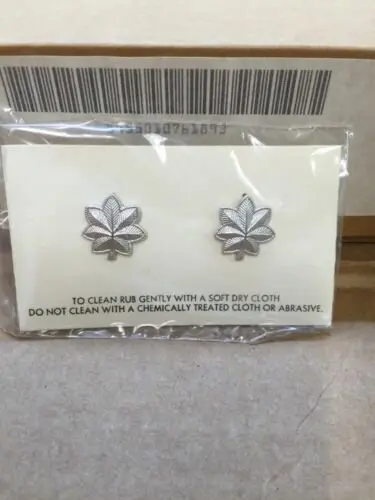 TO CLEAN RUB GENTLY WITH A SOFT DRY CLOTH
DO NOT CLEAN WITH A CHEMICALLY TREATED CLOTH OR ABRASIVE.